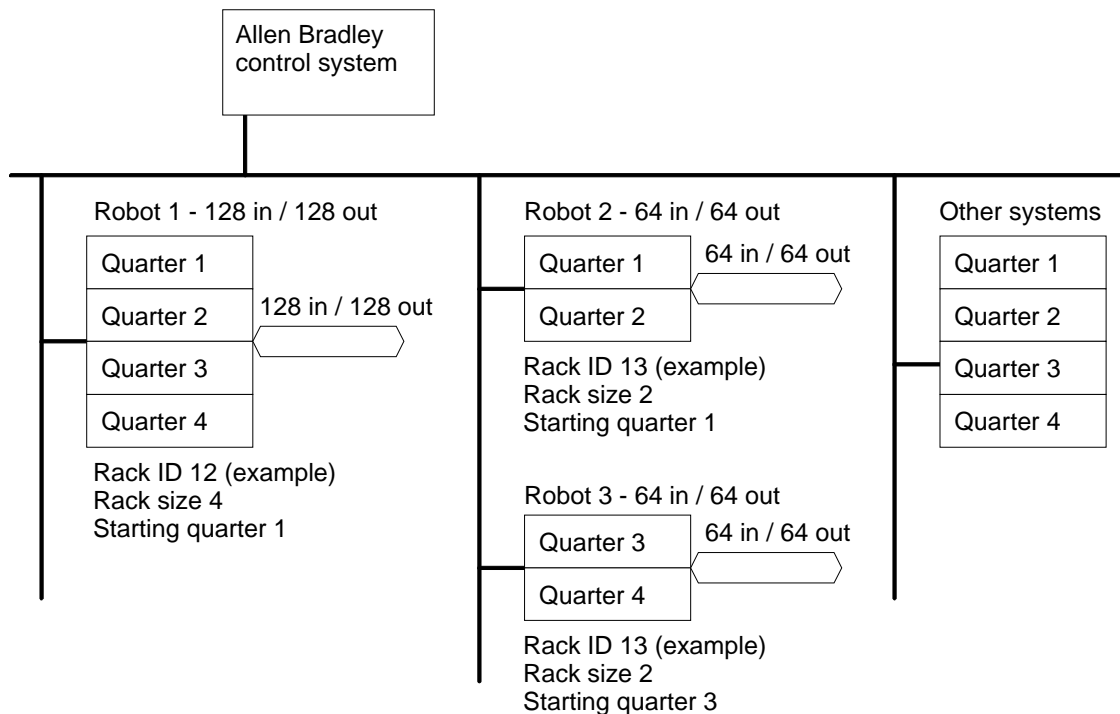 Allen Bradley
control system
Robot 1 - 128 in / 128 out
Quarter 1
Quarter 2
128 in / 128 out
Quarter 3
Quarter 4
Rack ID 12 (example)
Rack size 4
Starting quarter 1
Robot 2 - 64 in / 64 out
Quarter 1
64 in / 64 out
Quarter 2
Rack ID 13 (example)
Rack size 2
Starting quarter 1
Robot 3 - 64 in / 64 out
Quarter 3
64 in / 64 out
Quarter 4
Rack ID 13 (example)
Rack size 2
Starting quarter 3
Other systems
Quarter 1
Quarter 2
Quarter 3
Quarter 4